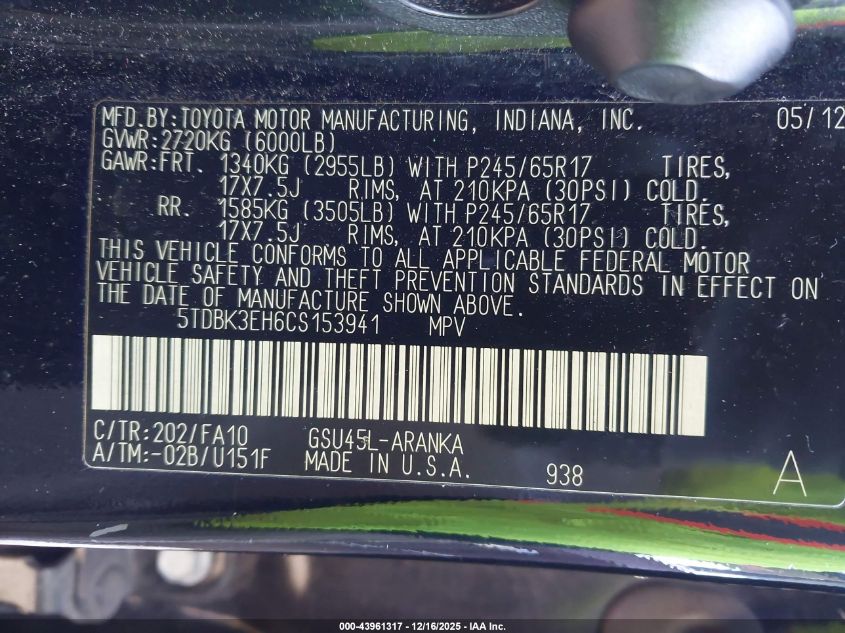 MFD.BY:TOYOTA MOTOR MANUFACTURING, INDIANA, INC. 05/12
GVWR:2720KG (6000LB)
GAWR:FRT. 1340KG (2955LB) WITH P245/65R17 TIRES,
17X7.5J RIMS, AT 210KPA (30PSI) COLD.
RR. 1585KG (3505LB) WITH P245/65R17 TIRES,
17X7.5J RIMS, AT 210KPA (30PSI) COLD.
THIS VEHICLE CONFORMS TO ALL APPLICABLE FEDERAL MOTOR
VEHICLE SAFETY AND THEFT PREVENTION STANDARDS IN EFFECT ON
THE DATE OF MANUFACTURE SHOWN ABOVE.
5TDBK3EH6CS153941 MPV
C/TR:202/FA10 GSU45L-ARANKA
A/TM:-02B/U151F MADE IN U.S.A. 938 A
000-43961317 - 12/16/2025 - IAA Inc.